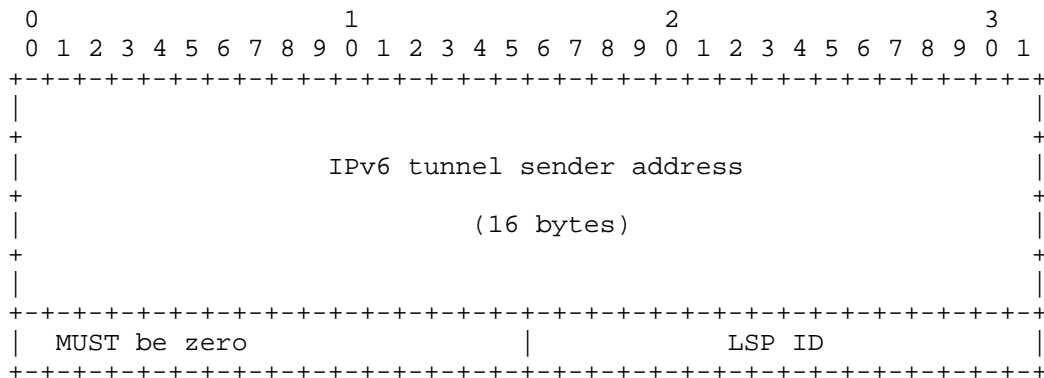 0                   1                   2                   3
 0 1 2 3 4 5 6 7 8 9 0 1 2 3 4 5 6 7 8 9 0 1 2 3 4 5 6 7 8 9 0 1
+-+-+-+-+-+-+-+-+-+-+-+-+-+-+-+-+-+-+-+-+-+-+-+-+-+-+-+-+-+-+-+-+
|                                                               |
+                                                               +
|                   IPv6 tunnel sender address                  |
+                                                               +
|                            (16 bytes)                         |
+                                                               +
|                                                               |
+-+-+-+-+-+-+-+-+-+-+-+-+-+-+-+-+-+-+-+-+-+-+-+-+-+-+-+-+-+-+-+-+
|  MUST be zero                 |            LSP ID             |
+-+-+-+-+-+-+-+-+-+-+-+-+-+-+-+-+-+-+-+-+-+-+-+-+-+-+-+-+-+-+-+-+